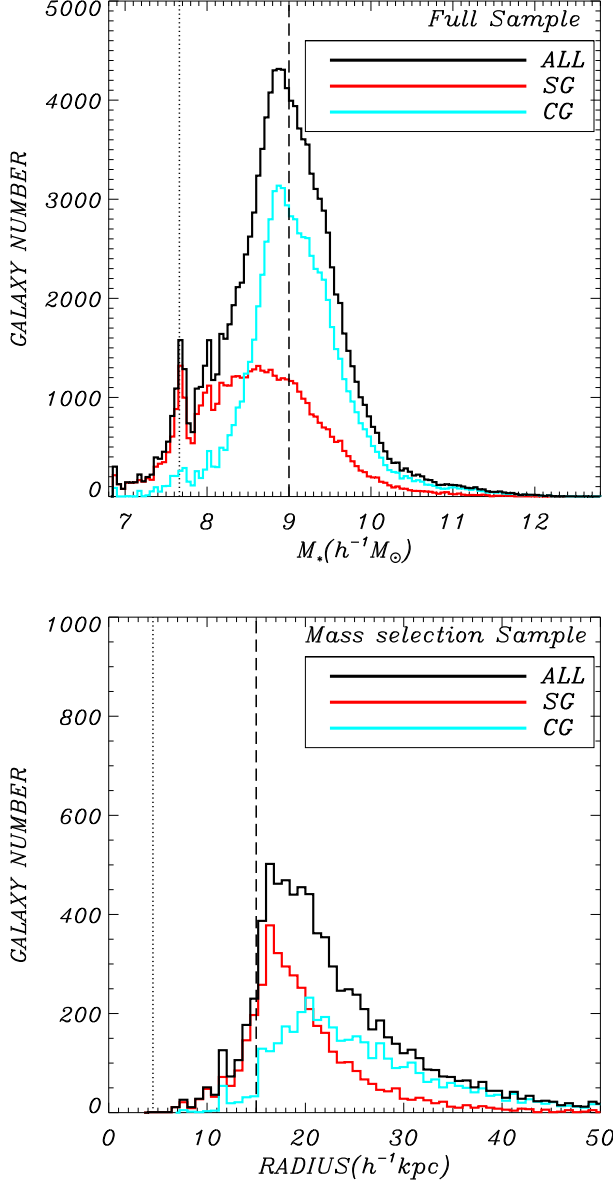 Full Sample
ALL
SG
CG
5000
4000
3000
2000
1000
0
GALAXY NUMBER
7 8 9 10 11 12
M*(h⁻¹M☉)
Mass selection Sample
ALL
SG
CG
1000
800
600
400
200
0
GALAXY NUMBER
0 10 20 30 40 50
RADIUS(h⁻¹kpc)